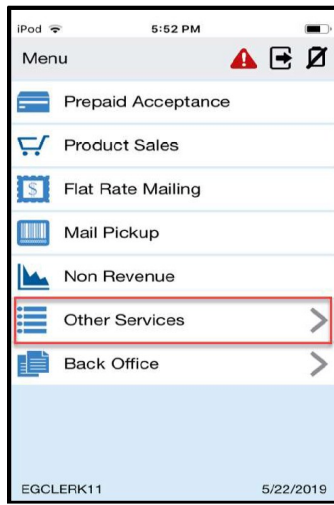 iPod 5:52 PM
Menu
Prepaid Acceptance
Product Sales
$ Flat Rate Mailing
Mail Pickup
Non Revenue
Other Services
Back Office
EGCLERK11 5/22/2019